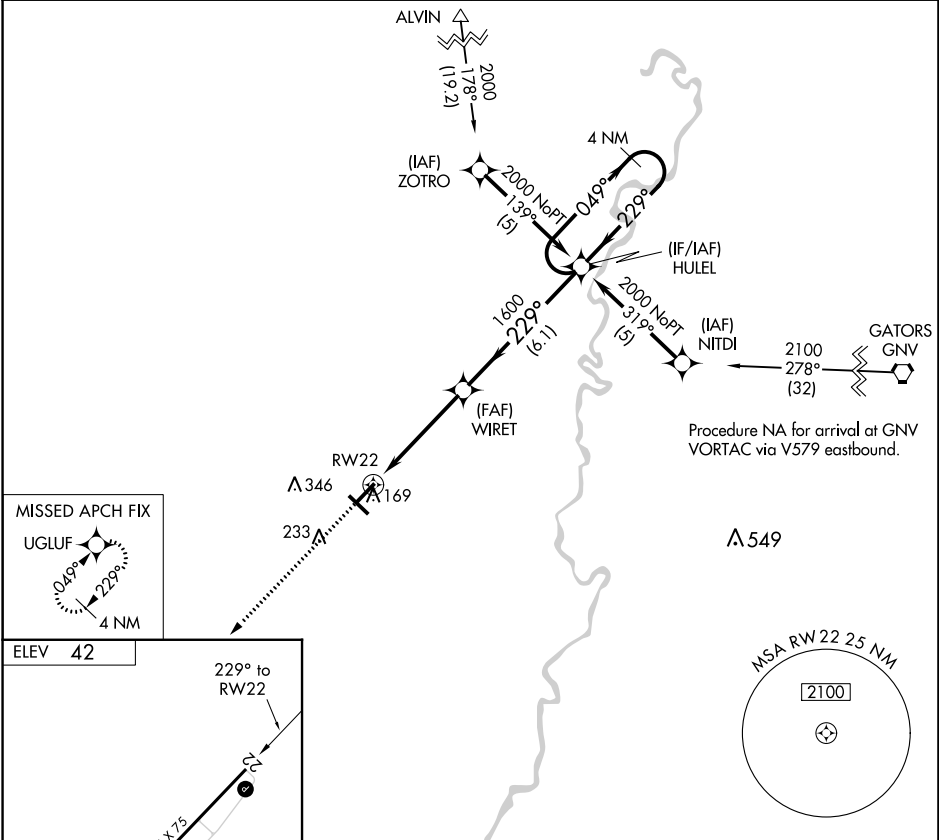 ALVIN
2000
178°
(19.2)
4 NM
(IAF)
ZOTRO
2000 NoPT
139°
(5)
049°
229°
(IF/IAF)
HULEL
2000 NoPT
319°
(5)
(IAF)
NITDI
GATORS
GNV
2100
278°
(32)
1600
229°
(6.1)
(FAF)
WIRET
Procedure NA for arrival at GNV
VORTAC via V579 eastbound.
RW22
346
169
233
549
MISSED APCH FIX
UGLUF
049°
229°
4 NM
ELEV 42
229° to
RW22
22
P
X 75
MSA RW 22 25 NM
2100